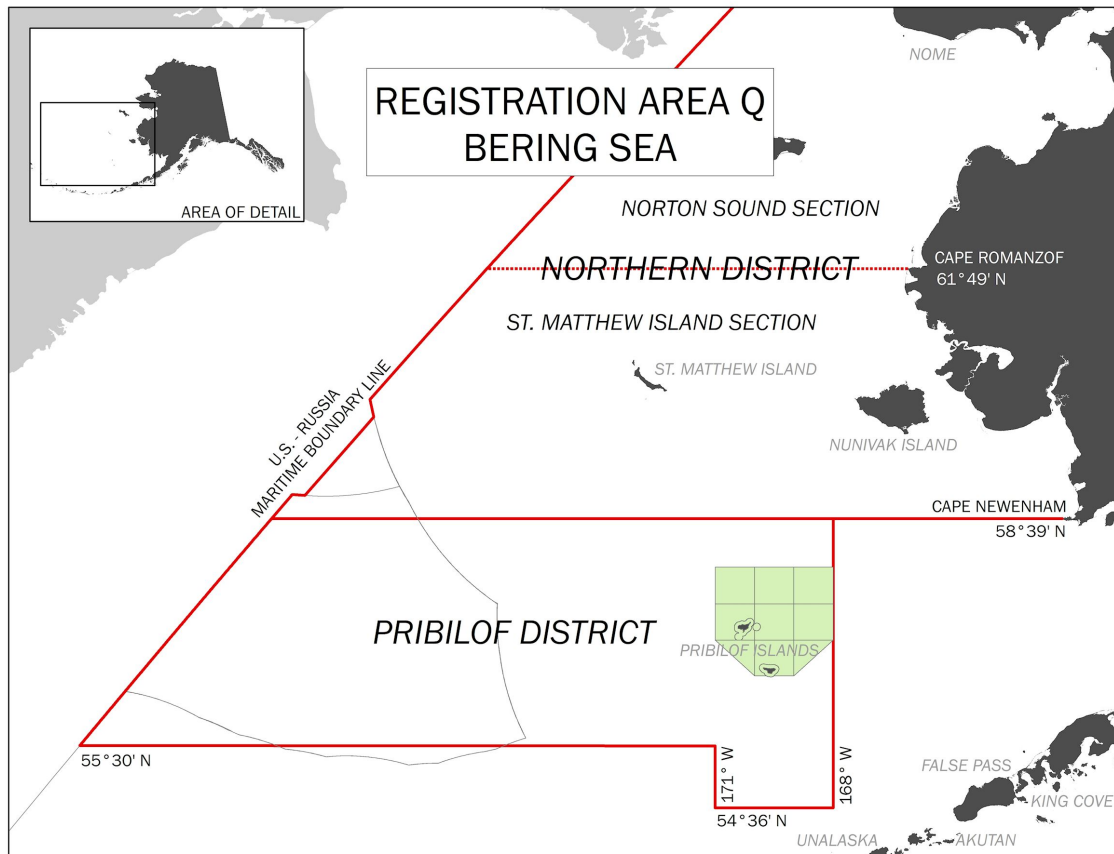 NOME
REGISTRATION AREA Q
BERING SEA
AREA OF DETAIL
NORTON SOUND SECTION
CAPE ROMANZOF
NORTHERN DISTRICT
61°49' N
ST. MATTHEW ISLAND SECTION
ST. MATTHEW ISLAND
U.S. - RUSSIA
MARITIME BOUNDARY LINE
NUNIVAK ISLAND
CAPE NEWENHAM
58°39' N
PRIBILOF DISTRICT
PRIBILOF ISLANDS
55°30' N
171° W
168° W
54°36' N
FALSE PASS
KING COVE
UNALASKA
AKUTAN